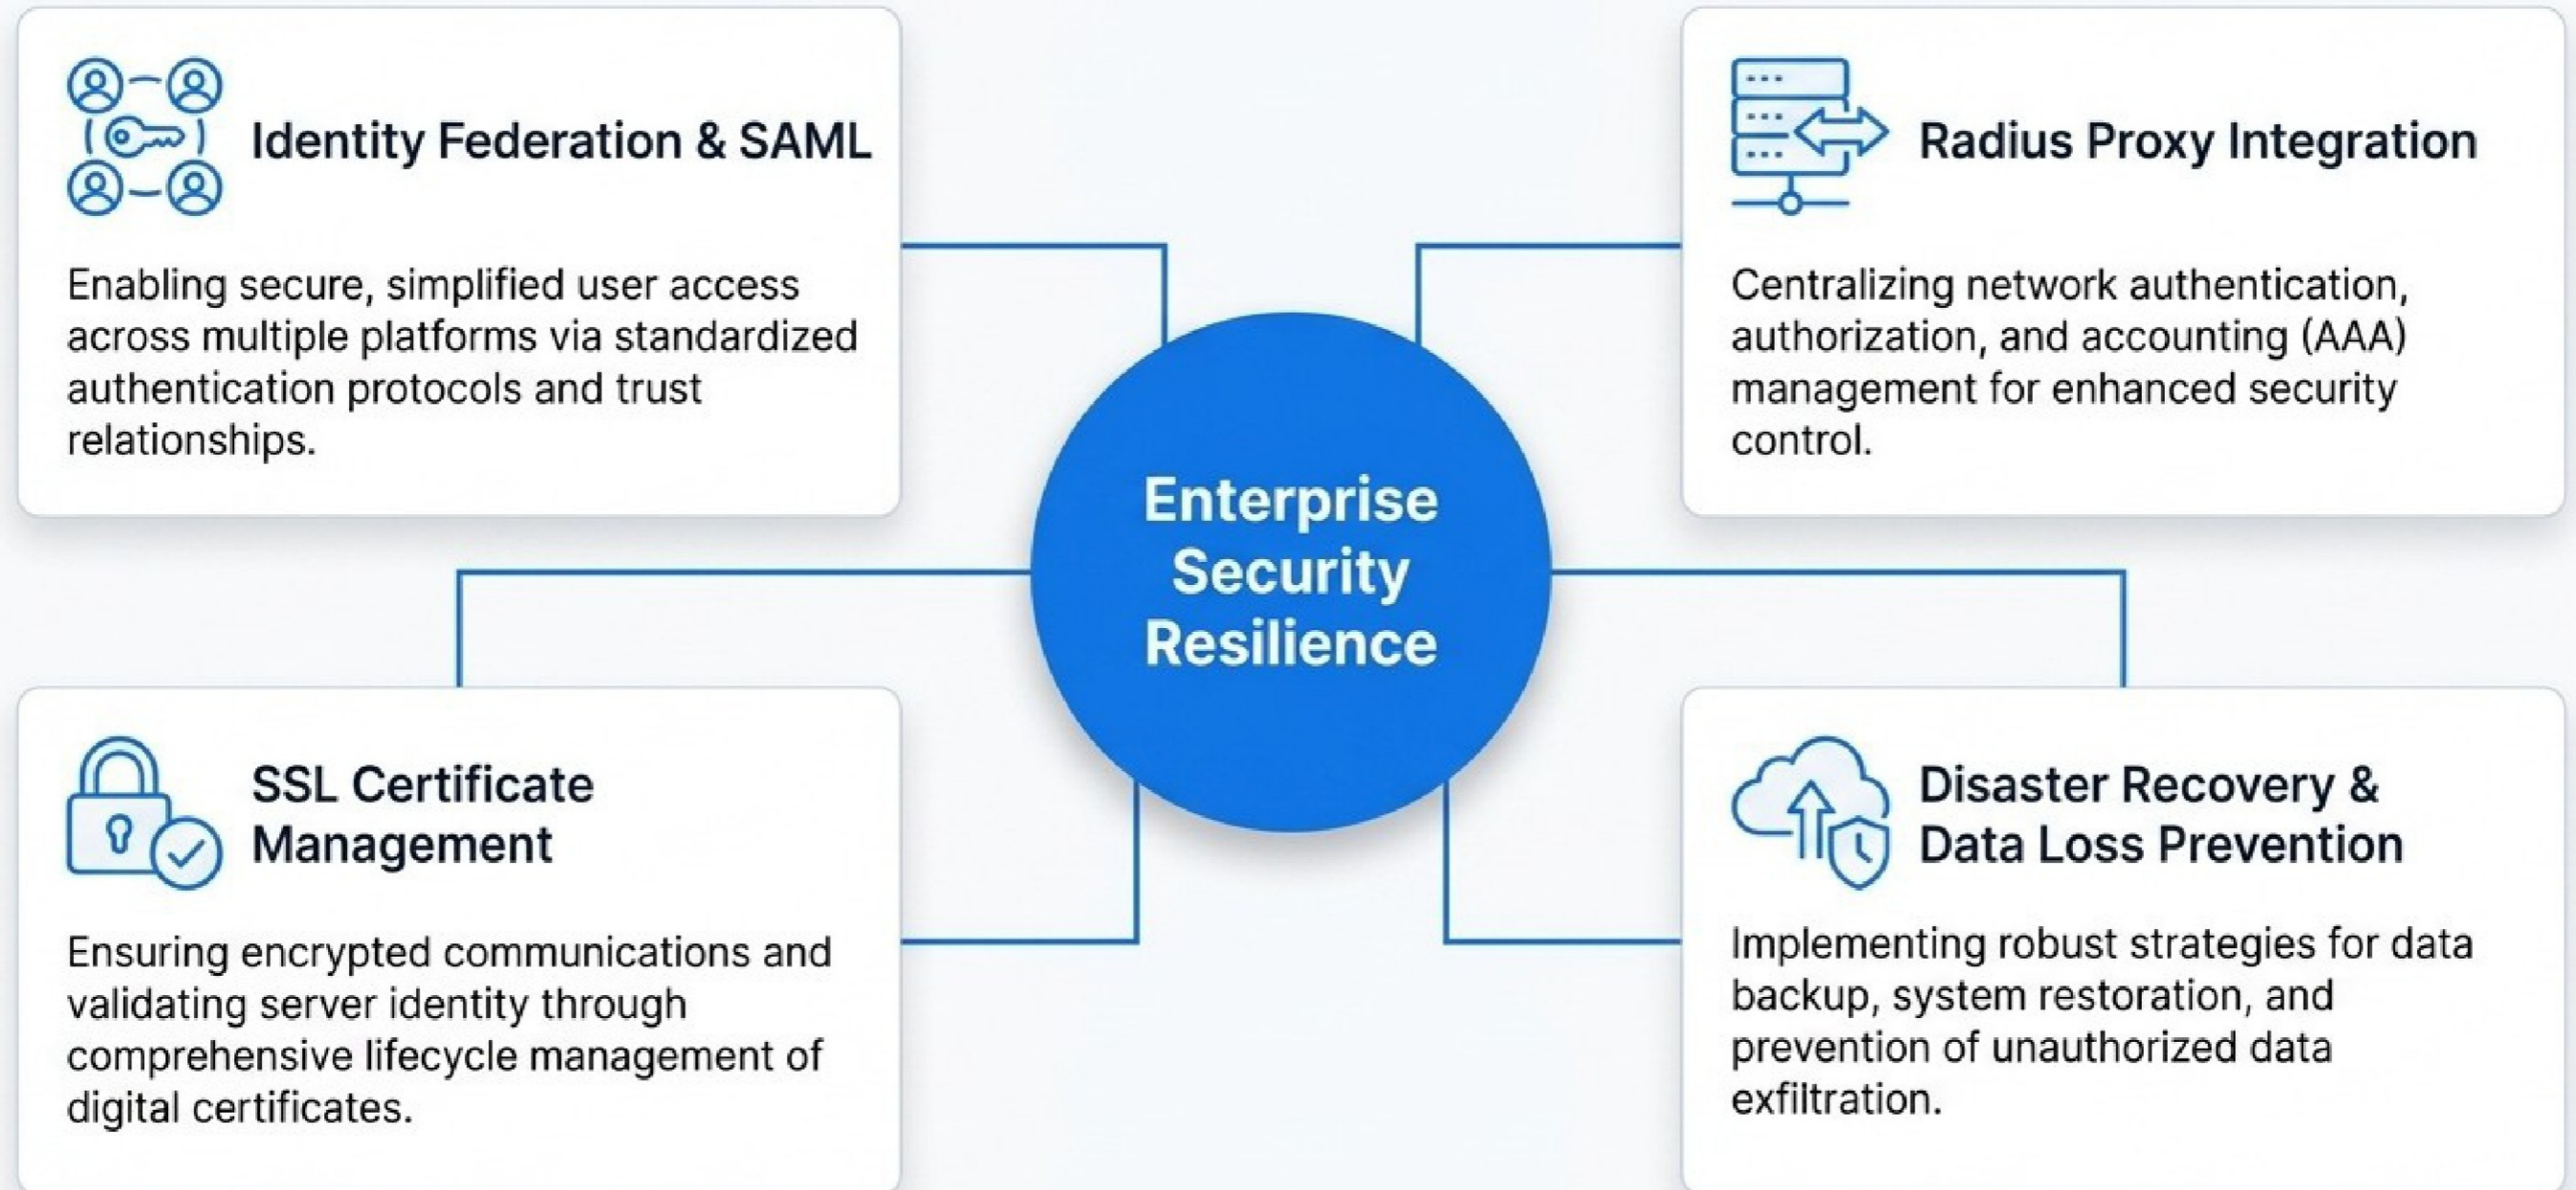 Identity Federation & SAML
Enabling secure, simplified user access
across multiple platforms via standardized
authentication protocols and trust
relationships.
Radius Proxy Integration
Centralizing network authentication,
authorization, and accounting (AAA)
management for enhanced security
control.
Enterprise
Security
Resilience
SSL Certificate
Management
Ensuring encrypted communications and
validating server identity through
comprehensive lifecycle management of
digital certificates.
Disaster Recovery &
Data Loss Prevention
Implementing robust strategies for data
backup, system restoration, and
prevention of unauthorized data
exfiltration.